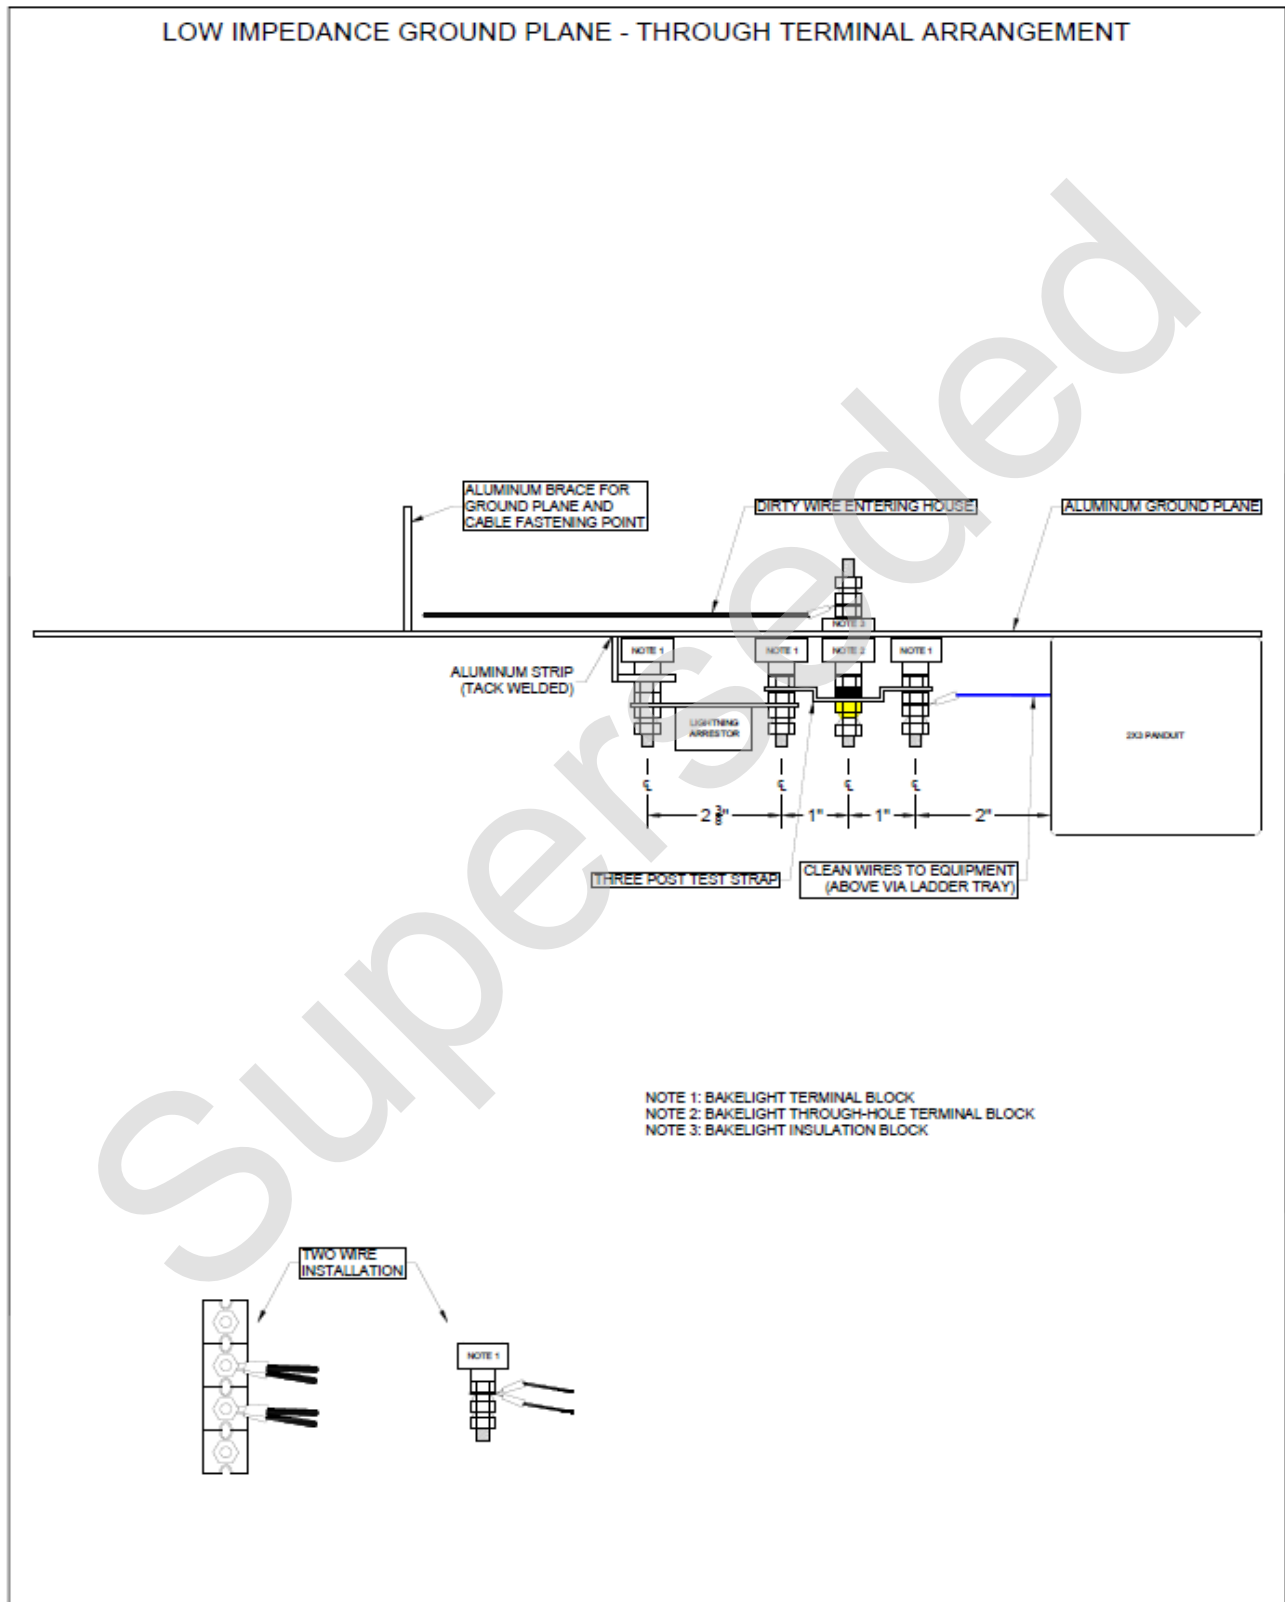 LOW IMPEDANCE GROUND PLANE - THROUGH TERMINAL ARRANGEMENT
ALUMINUM BRACE FOR
GROUND PLANE AND
CABLE FASTENING POINT
DIRTY WIRE ENTERING HOUSE
ALUMINUM GROUND PLANE
NOTE 3
NOTE 1
NOTE 1
NOTE 2
NOTE 1
ALUMINUM STRIP
(TACK WELDED)
LIGHTNING
ARRESTOR
2X3 PANDUIT
℄
℄
℄
℄
2 3/8"
1"
1"
2"
THREE POST TEST STRAP
CLEAN WIRES TO EQUIPMENT
(ABOVE VIA LADDER TRAY)
NOTE 1: BAKELIGHT TERMINAL BLOCK
NOTE 2: BAKELIGHT THROUGH-HOLE TERMINAL BLOCK
NOTE 3: BAKELIGHT INSULATION BLOCK
TWO WIRE
INSTALLATION
NOTE 1
Superseded